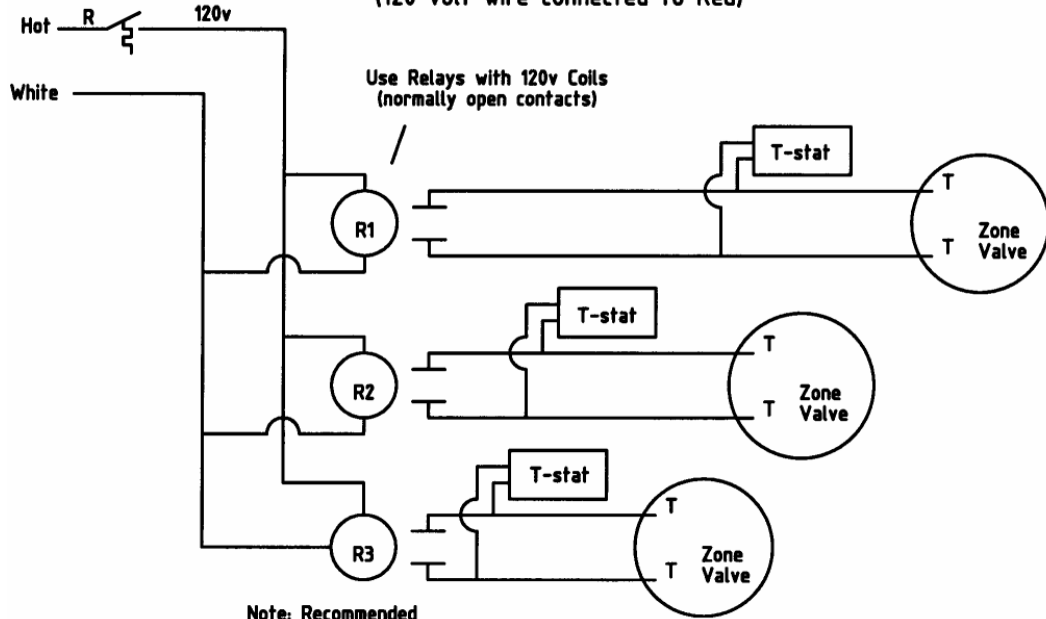 (120 volt wire connected to Red)
Hot
R
120v
White
Use Relays with 120v Coils
(normally open contacts)
T-stat
R1
T
T
Zone
Valve
T-stat
R2
T
T
Zone
Valve
T-stat
R3
T
T
Zone
Valve
Note: Recommended